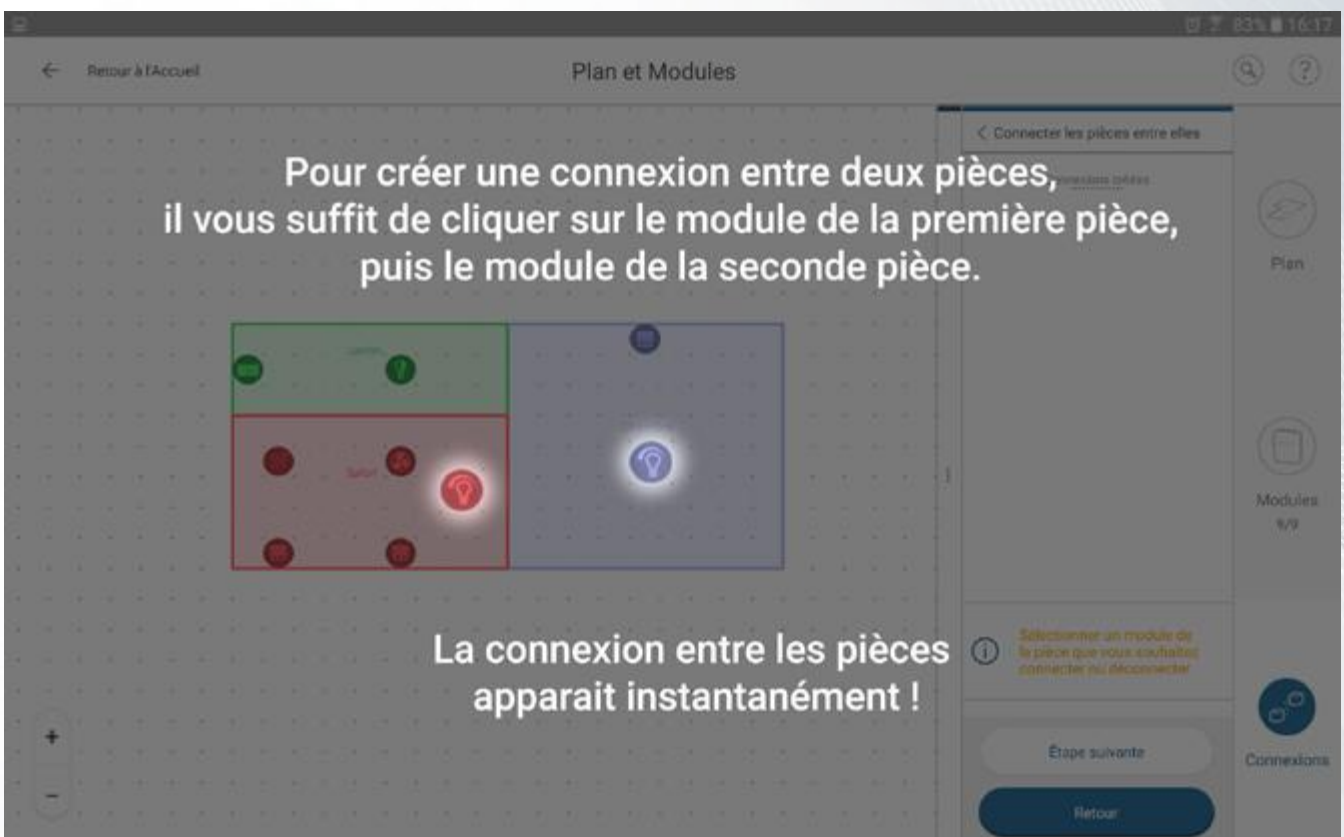 83% 16:17
Retour à l'Accueil
Plan et Modules
Connecter les pièces entre elles
Pour créer une connexion entre deux pièces,
il vous suffit de cliquer sur le module de la première pièce,
puis le module de la seconde pièce.
Plan
Modules
9/9
La connexion entre les pièces
apparait instantanément !
Sélectionner un module de
la pièce que vous souhaitez
connecter ou déconnecter
Étape suivante
Connexions
Retour